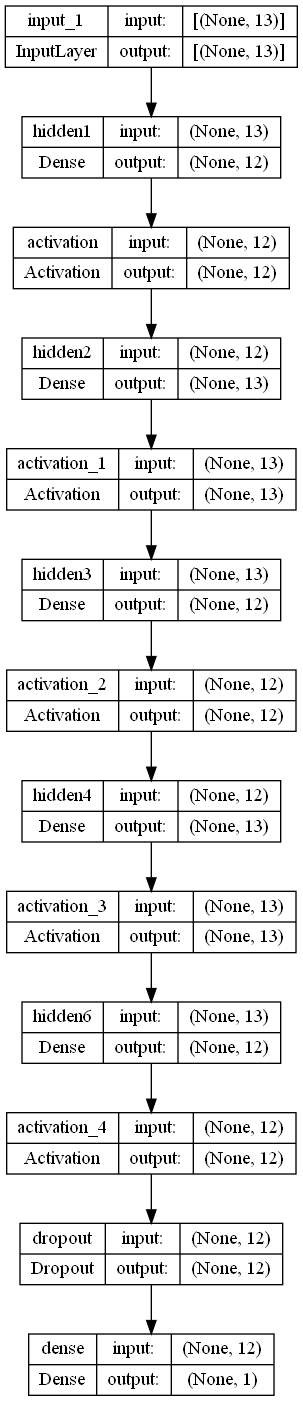 input_1 input: [(None, 13)]
InputLayer output: [(None, 13)]
hidden1 input: (None, 13)
Dense output: (None, 12)
activation input: (None, 12)
Activation output: (None, 12)
hidden2 input: (None, 12)
Dense output: (None, 13)
activation_1 input: (None, 13)
Activation output: (None, 13)
hidden3 input: (None, 13)
Dense output: (None, 12)
activation_2 input: (None, 12)
Activation output: (None, 12)
hidden4 input: (None, 12)
Dense output: (None, 13)
activation_3 input: (None, 13)
Activation output: (None, 13)
hidden6 input: (None, 13)
Dense output: (None, 12)
activation_4 input: (None, 12)
Activation output: (None, 12)
dropout input: (None, 12)
Dropout output: (None, 12)
dense input: (None, 12)
Dense output: (None, 1)